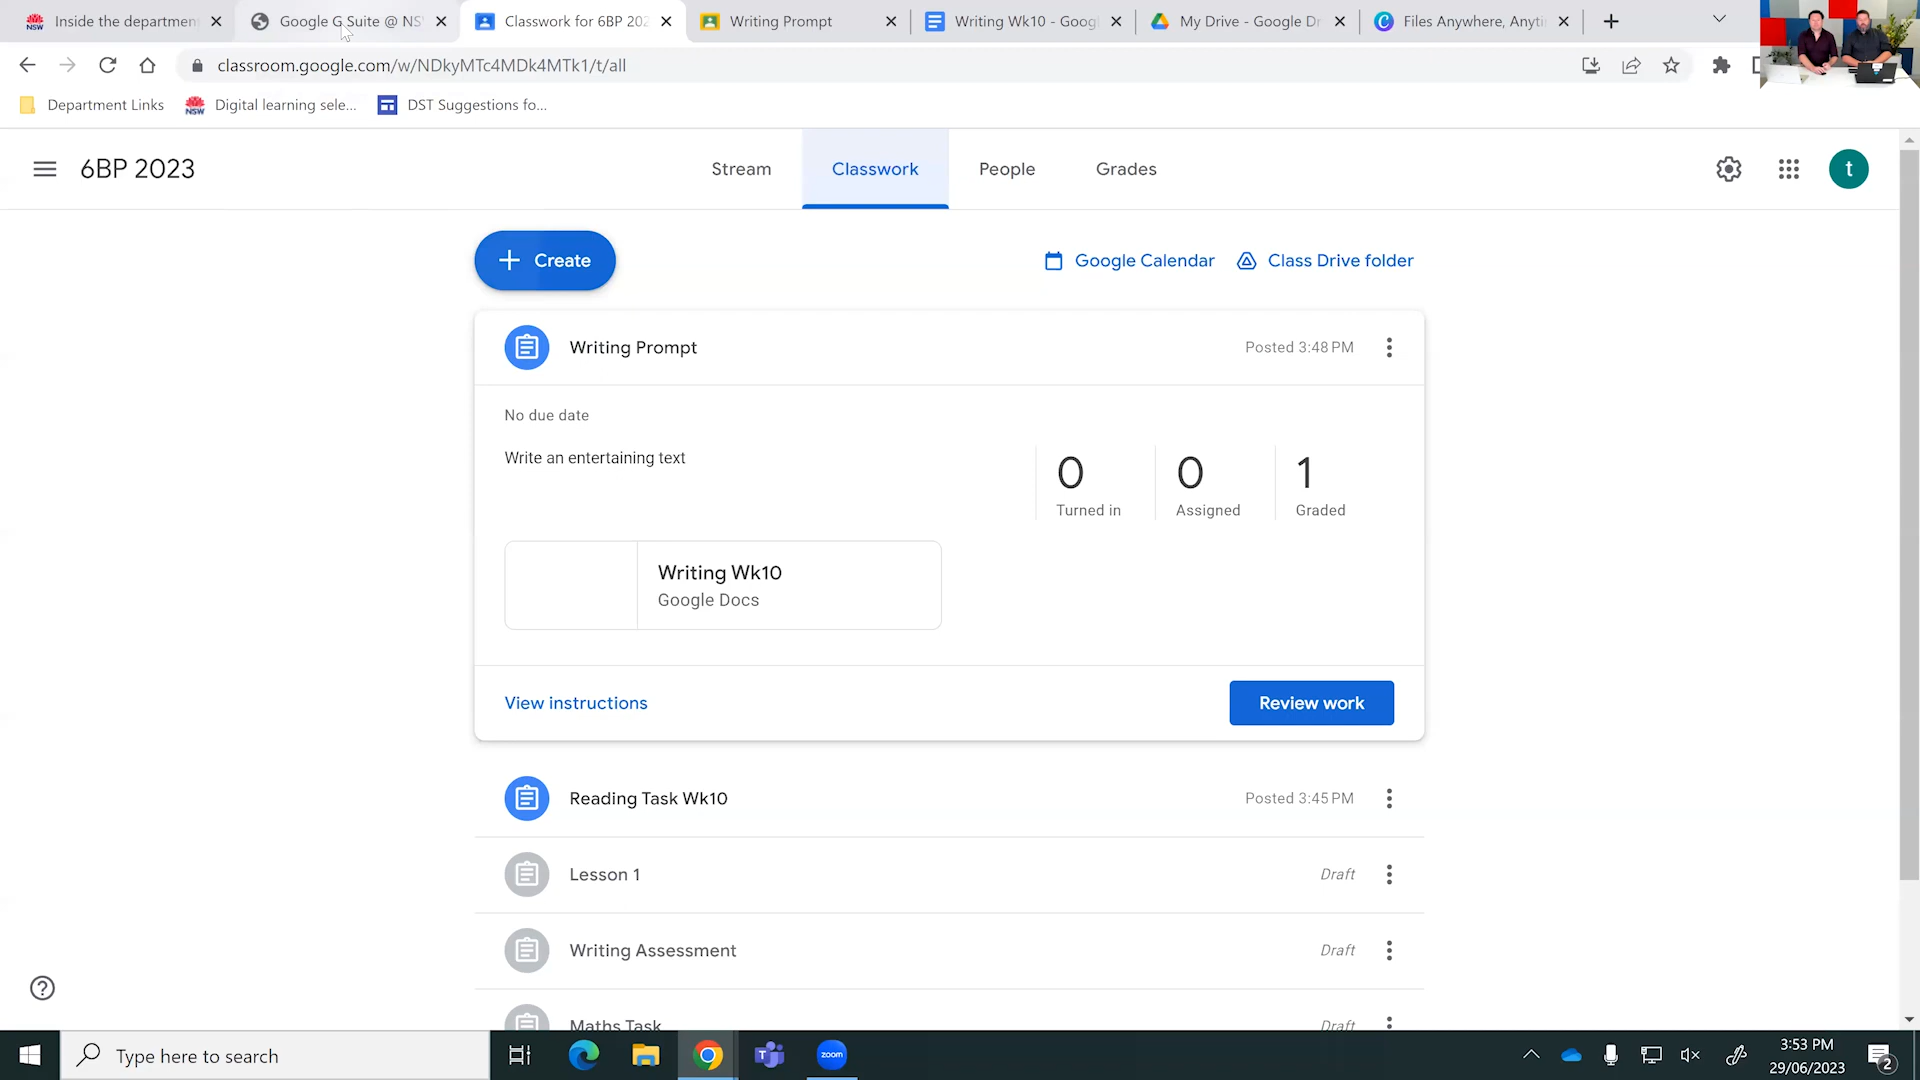 Inside the departmen
Google G Suite @ NS
Classwork for 6BP 202
Writing Prompt
Writing Wk10 - Goog
My Drive - Google Dr
Files Anywhere, Anyti
classroom.google.com/w/NDkyMTc4MDk4MTk1/t/all
Department Links
NSW
Digital learning sele...
DST Suggestions fo...
6BP 2023
Stream
Classwork
People
Grades
t
Create
Google Calendar
Class Drive folder
Writing Prompt
Posted 3:48 PM
No due date
Write an entertaining text
0
Turned in
0
Assigned
1
Graded
Writing Wk10
Google Docs
View instructions
Review work
Reading Task Wk10
Posted 3:45 PM
Lesson 1
Draft
Writing Assessment
Draft
Maths Task
Draft
Type here to search
zoom
3:53 PM
29/06/2023
2